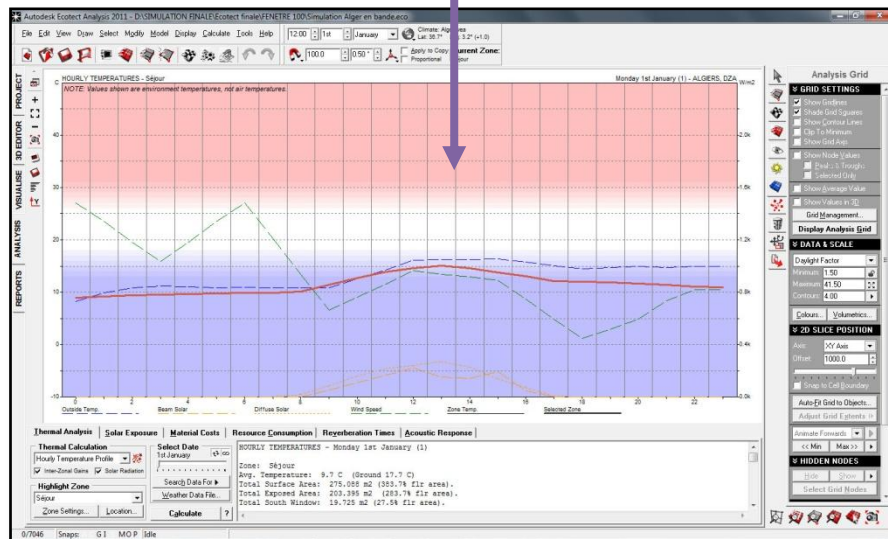 Autodesk Ecotect Analysis 2011 - D:\SIMULATION FINALE\Ecotect finale\FENETRE 100\Simulation Alger en bande.eco
File Edit View Draw Select Modify Model Display Calculate Tools Help 12:00 1st January Climate: Algiers
Lat: 36.7° 3.2° (+1.0)
100.0 0.50° Apply to Copy Current Zone:
Proportional
PROJECT
3D EDITOR
VISUALISE
ANALYSIS
REPORTS
C HOURLY TEMPERATURES - Séjour Monday 1st January (1) - ALGIERS, DZA W/m2
NOTE: Values shown are environment temperatures, not air temperatures.
40 2.0k
30 1.6k
20 1.2k
10 0.8k
0 0.4k
-10 0.0k
0 2 4 6 8 10 12 14 16 18 20 22
Outside Temp. Beam Solar Diffuse Solar Wind Speed Zone Temp. Selected Zone
Thermal Analysis Solar Exposure Material Costs Resource Consumption Reverberation Times Acoustic Response
Thermal Calculation
Hourly Temperature Profile
Inter-Zonal Gains Solar Radiation
Highlight Zone
Séjour
Zone Settings... Location...
Select Date
1st January
Search Data For
Weather Data File...
Calculate ?
HOURLY TEMPERATURES - Monday 1st January (1)
Zone: Séjour
Avg. Temperature: 9.7 C (Ground 17.7 C)
Total Surface Area: 275.088 m2 (383.7% flr area).
Total Exposed Area: 203.395 m2 (283.7% flr area).
Total South Window: 19.725 m2 (27.5% flr area).
Analysis Grid
GRID SETTINGS
Show Gridlines
Shade Grid Squares
Show Contour Lines
Clip To Minimum
Show Grid Axis
Show Node Values
Peaks & Troughs
Selected Only
Show Average Value
Show Values in 3D
Grid Management...
Display Analysis Grid
DATA & SCALE
Daylight Factor
Minimum: 1.50
Maximum: 41.50
Contours: 4.00
Colours... Volumetrics...
2D SLICE POSITION
Axis: XY Axis
Offset: 1000.0
Snap to Cell Boundary
Auto-Fit Grid to Objects...
Adjust Grid Extents >
Animate Forwards
<< Min Max >>
HIDDEN NODES
Hide Show
Select Grid Nodes
0/7046 Snaps: G I M O P Idle